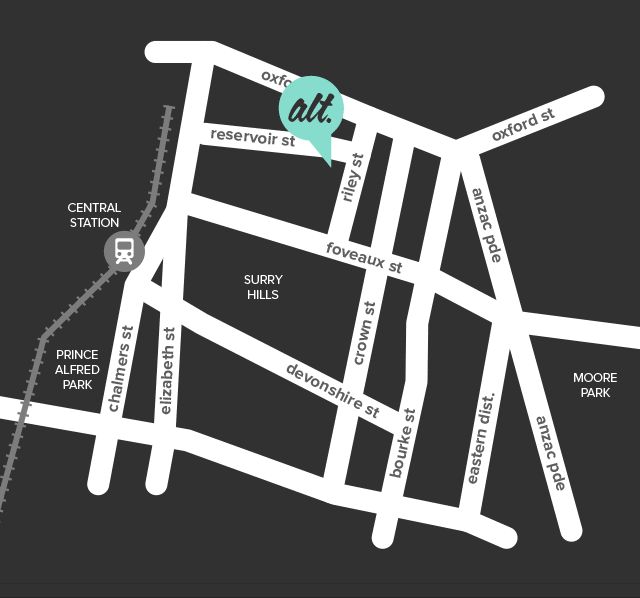 oxfo
alt.
oxford st
reservoir st
riley st
anzac pde
CENTRAL
STATION
foveaux st
SURRY
HILLS
crown st
chalmers st
elizabeth st
PRINCE
ALFRED
PARK
devonshire st
MOORE
PARK
bourke st
eastern dist.
anzac pde